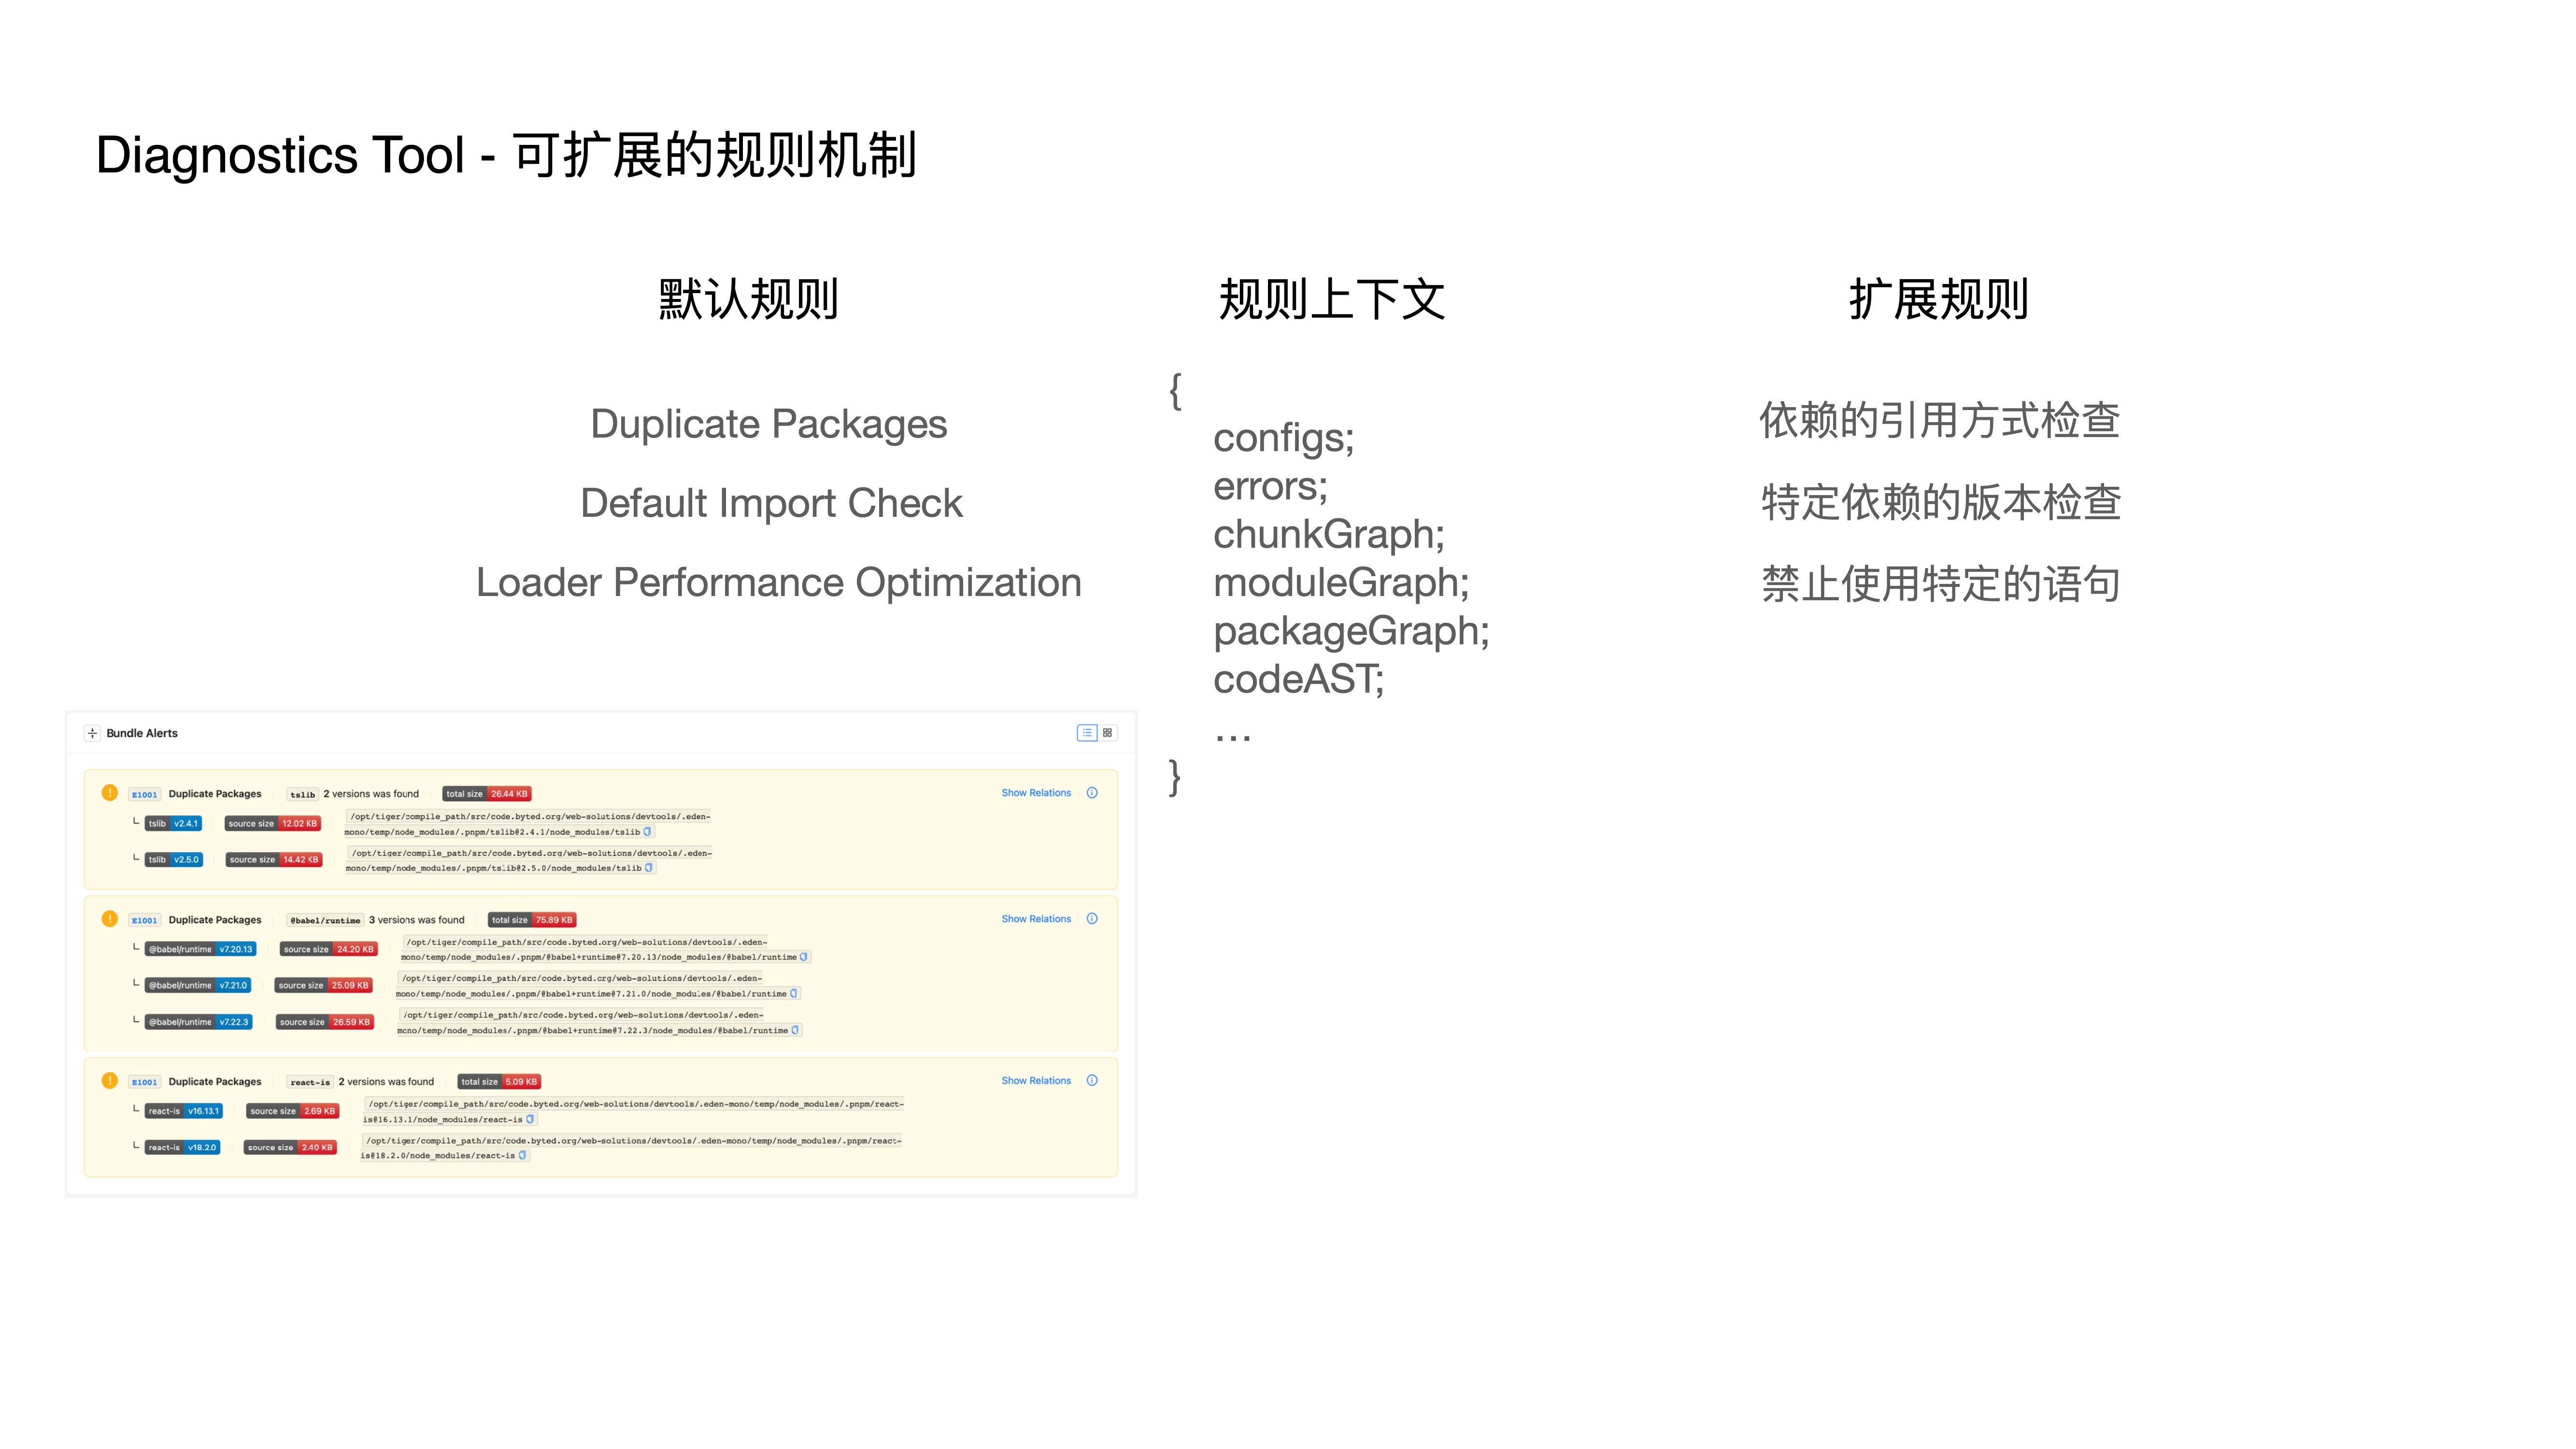 Diagnostics Tool - 可扩展的规则机制
默认规则
Duplicate Packages
Default Import Check
Loader Performance Optimization
规则上下文
{
configs;
errors;
chunkGraph;
moduleGraph;
packageGraph;
codeAST;
...
}
扩展规则
依赖的引用方式检查
特定依赖的版本检查
禁止使用特定的语句
Bundle Alerts
E1001 Duplicate Packages tslib 2 versions was found total size 26.44 KB Show Relations
tslib v2.4.1 source size 12.02 KB /opt/tiger/compile_path/src/code.byted.org/web-solutions/devtools/.eden-
mono/temp/node_modules/.pnpm/tslib@2.4.1/node_modules/tslib
tslib v2.5.0 source size 14.42 KB /opt/tiger/compile_path/src/code.byted.org/web-solutions/devtools/.eden-
mono/temp/node_modules/.pnpm/tslib@2.5.0/node_modules/tslib
E1001 Duplicate Packages @babel/runtime 3 versions was found total size 75.89 KB Show Relations
@babel/runtime v7.20.13 source size 24.20 KB /opt/tiger/compile_path/src/code.byted.org/web-solutions/devtools/.eden-
mono/temp/node_modules/.pnpm/@babel+runtime@7.20.13/node_modules/@babel/runtime
@babel/runtime v7.21.0 source size 25.09 KB /opt/tiger/compile_path/src/code.byted.org/web-solutions/devtools/.eden-
mono/temp/node_modules/.pnpm/@babel+runtime@7.21.0/node_modules/@babel/runtime
@babel/runtime v7.22.3 source size 26.59 KB /opt/tiger/compile_path/src/code.byted.org/web-solutions/devtools/.eden-
mono/temp/node_modules/.pnpm/@babel+runtime@7.22.3/node_modules/@babel/runtime
E1001 Duplicate Packages react-is 2 versions was found total size 5.09 KB Show Relations
react-is v16.13.1 source size 2.69 KB /opt/tiger/compile_path/src/code.byted.org/web-solutions/devtools/.eden-mono/temp/node_modules/.pnpm/react-
is@16.13.1/node_modules/react-is
react-is v18.2.0 source size 2.40 KB /opt/tiger/compile_path/src/code.byted.org/web-solutions/devtools/.eden-mono/temp/node_modules/.pnpm/react-
is@18.2.0/node_modules/react-is